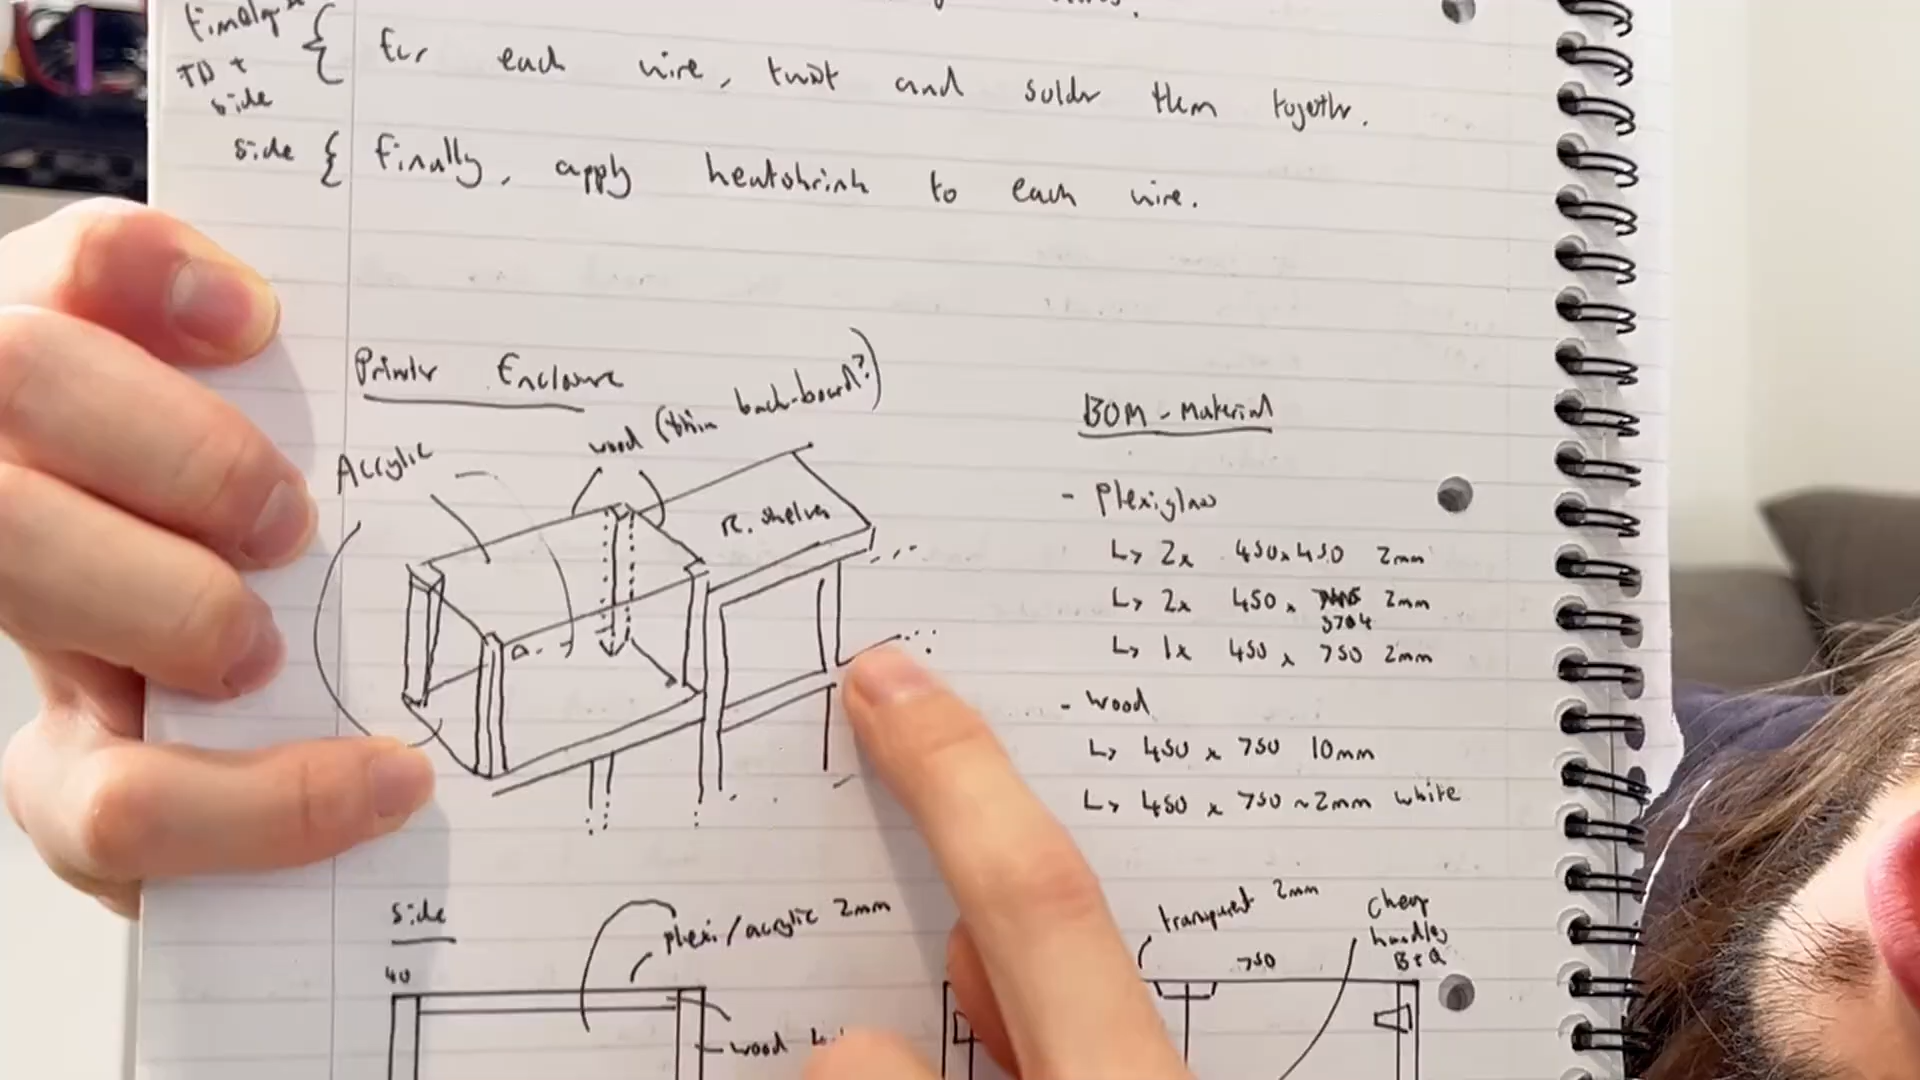 TD +
side
For each wire, twist and solder them together.
side { Finally, apply heatshrink to each wire.
Printer Enclosure
wood (thin back-board?)
Acrylic
R. shelves
BOM - Material
- Plexiglass
↳ 2x 450x450 2mm
↳ 2x 450 x 2mm
↳ 1x 450 x 750 2mm
- Wood
↳ 450 x 750 10mm
↳ 450 x 750 ~2mm white
side
plexi/acrylic 2mm
40
wood
transparent 2mm
750
Cheap
handles
B+Q